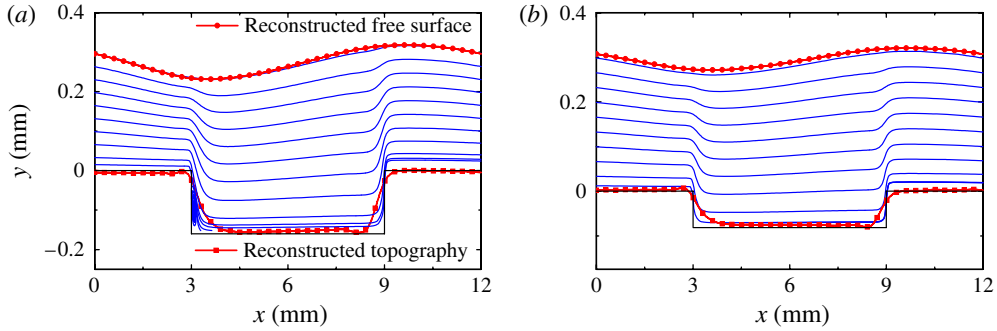 (a)
0.4
0.2
0
−0.2
y (mm)
Reconstructed free surface
Reconstructed topography
0 3 6 9 12
x (mm)
(b)
0.4
0.2
0
0 3 6 9 12
x (mm)